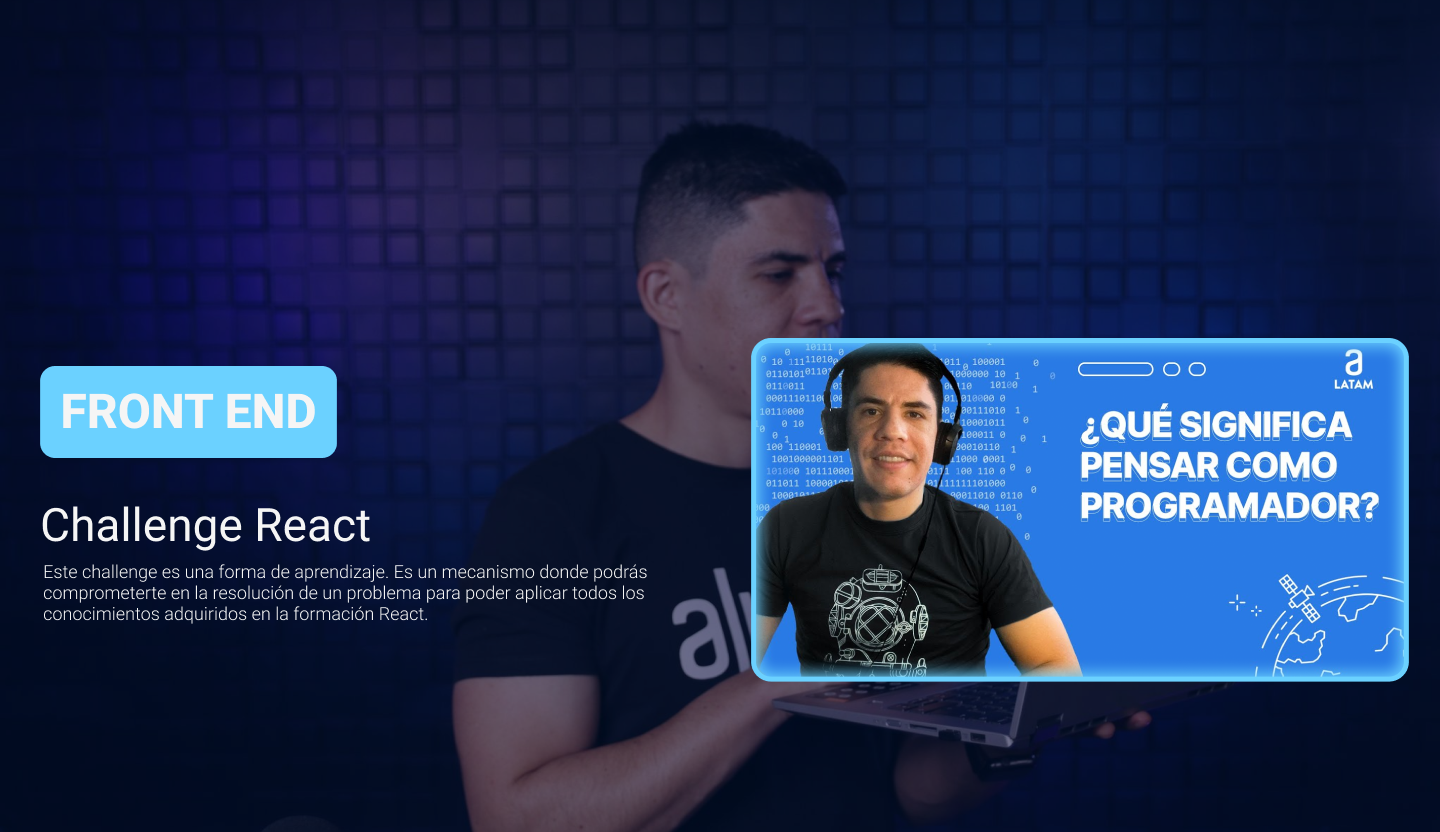 FRONT END
Challenge React
Este challenge es una forma de aprendizaje. Es un mecanismo donde podrás
comprometerte en la resolución de un problema para poder aplicar todos los
conocimientos adquiridos en la formación React.
a
LATAM
¿QUÉ SIGNIFICA
PENSAR COMO
PROGRAMADOR?